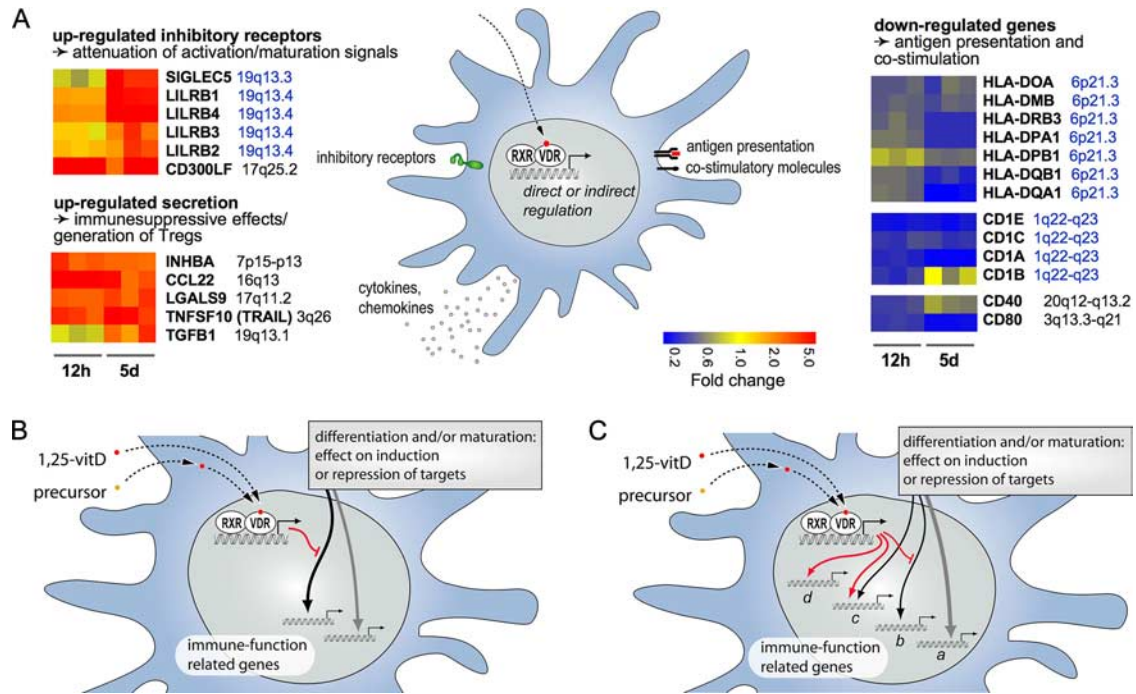 A
up-regulated inhibitory receptors
➛ attenuation of activation/maturation signals
SIGLEC5 19q13.3
LILRB1 19q13.4
LILRB4 19q13.4
LILRB3 19q13.4
LILRB2 19q13.4
CD300LF 17q25.2
up-regulated secretion
➛ immunesuppressive effects/
generation of Tregs
INHBA 7p15-p13
CCL22 16q13
LGALS9 17q11.2
TNFSF10 (TRAIL) 3q26
TGFB1 19q13.1
12h 5d
inhibitory receptors
RXR VDR
direct or indirect
regulation
antigen presentation
co-stimulatory molecules
cytokines,
chemokines
0.2 0.6 1.0 2.0 5.0
Fold change
down-regulated genes
➛ antigen presentation and
co-stimulation
HLA-DOA 6p21.3
HLA-DMB 6p21.3
HLA-DRB3 6p21.3
HLA-DPA1 6p21.3
HLA-DPB1 6p21.3
HLA-DQB1 6p21.3
HLA-DQA1 6p21.3
CD1E 1q22-q23
CD1C 1q22-q23
CD1A 1q22-q23
CD1B 1q22-q23
CD40 20q12-q13.2
CD80 3q13.3-q21
12h 5d
B
1,25-vitD
precursor
differentiation and/or maturation:
effect on induction
or repression of targets
RXR VDR
immune-function
related genes
C
1,25-vitD
precursor
differentiation and/or maturation:
effect on induction
or repression of targets
RXR VDR
d
c
b
a
immune-function
related genes